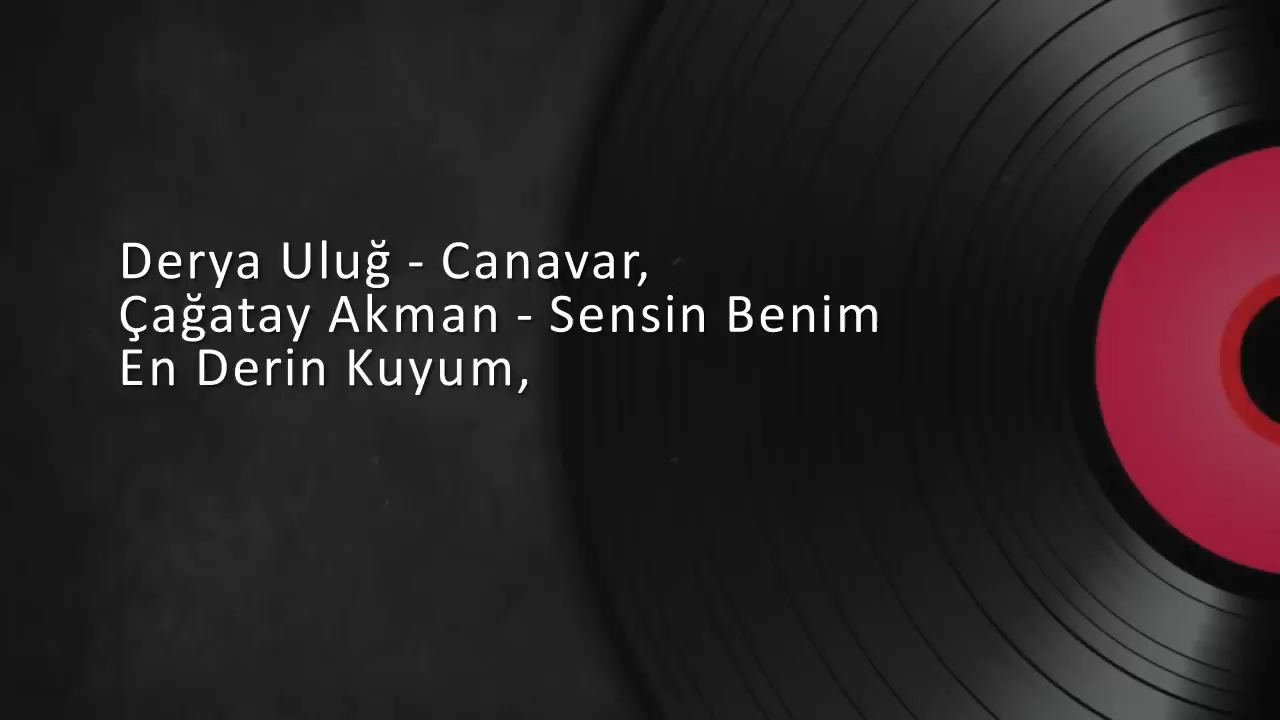 Derya Uluğ - Canavar,
Çağatay Akman - Sensin Benim
En Derin Kuyum,